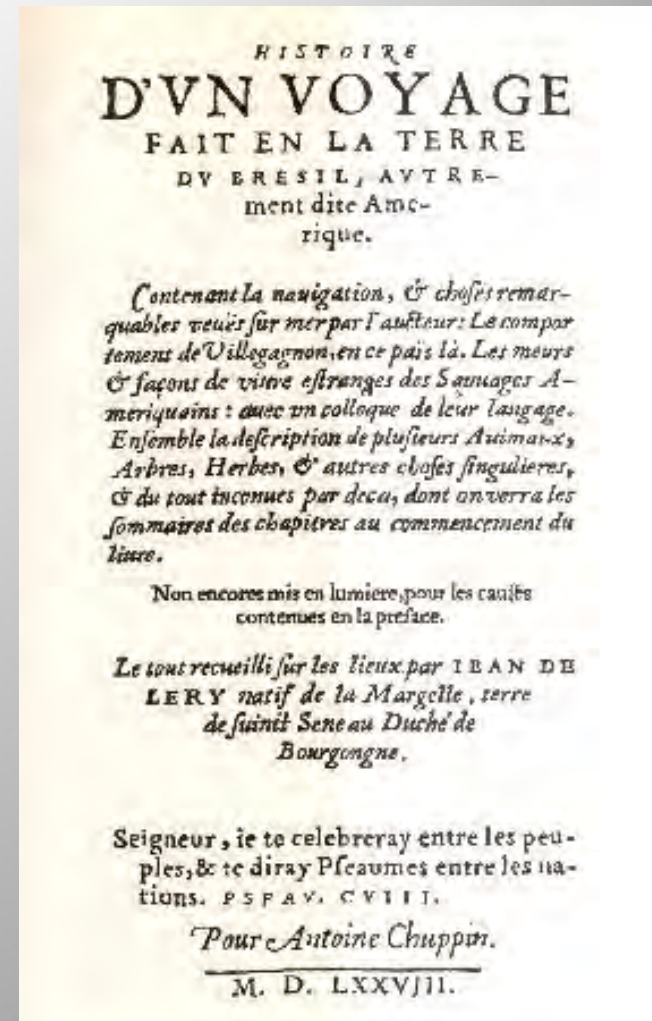 HISTOIRE
D'VN VOYAGE
FAIT EN LA TERRE
DV BRESIL, AVTRE-
ment dite Ame-
rique.
Contenant la nauigation, & choses remar-
quables veuës sur mer par l'aucteur: Le compor
tement de Villegagnon, en ce païs là. Les meurs
& façons de viure estranges des Sauuages A-
meriquains: auec vn colloque de leur langage.
Ensemble la description de plusieurs Animaux,
Arbres, Herbes, & autres choses singulieres,
& du tout inconues par deça, dont on verra les
sommaires des chapitres au commencement du
liure.
Non encores mis en lumiere, pour les causes
contenues en la preface.
Le tout recueilli sur les lieux par IEAN DE
LERY natif de la Margelle, terre
de sainct Sene au Duché de
Bourgongne.
Seigneur, ie te celebreray entre les peu-
ples, & te diray Pseaumes entre les na-
tions. PSEAV. CVIII.
Pour Antoine Chuppin.
M. D. LXXVIII.